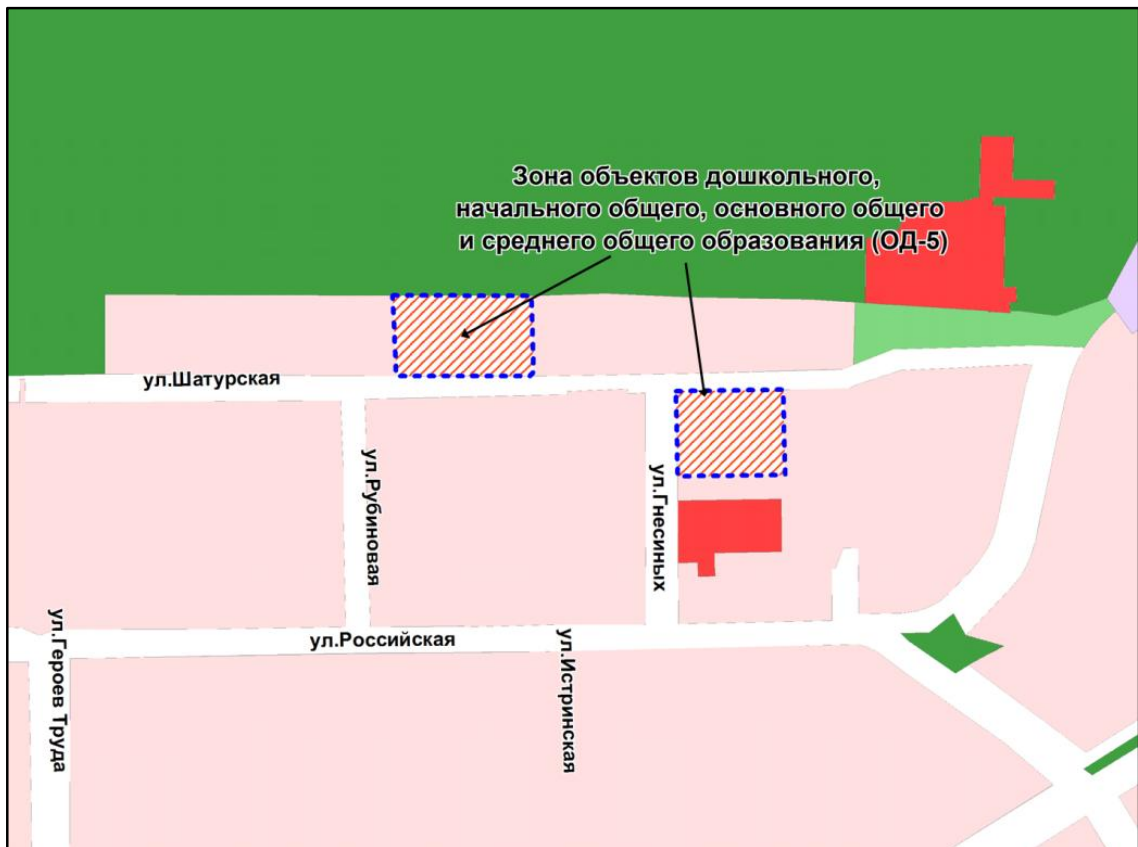 Зона объектов дошкольного,
начального общего, основного общего
и среднего общего образования (ОД-5)
ул.Шатурская
ул.Рубиновая
ул.Гнесиных
ул.Героев Труда
ул.Российская
ул.Истринская